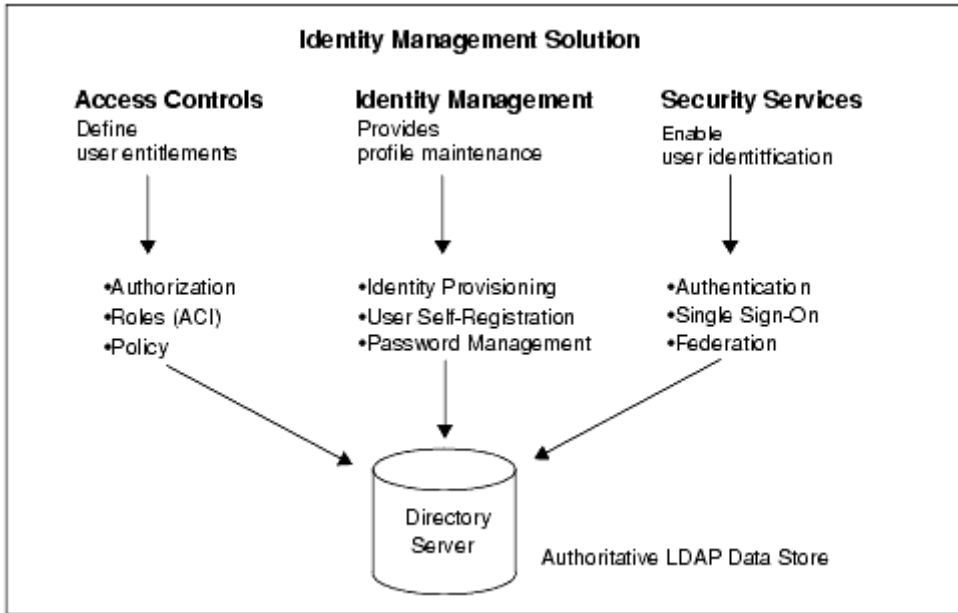 Identity Management Solution
Access Controls
Define
user entitlements
Identity Management
Provides
profile maintenance
Security Services
Enable
user identitfication
•Authorization
•Roles (ACI)
•Policy
•Identity Provisioning
•User Self-Registration
•Password Management
•Authentication
•Single Sign-On
•Federation
Directory
Server
Authoritative LDAP Data Store